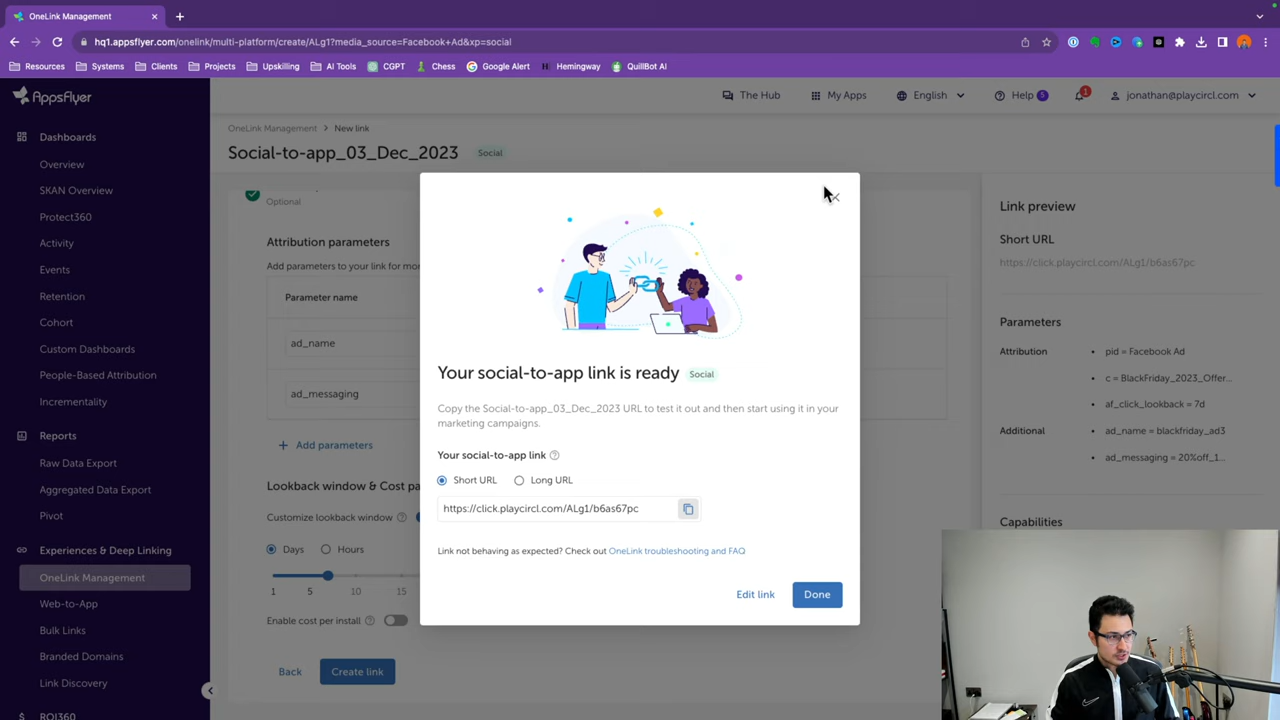 OneLink Management
hq1.appsflyer.com/onelink/multi-platform/create/ALg1?media_source=Facebook+Ad&xp=social
Resources
Systems
Clients
Projects
Upskilling
AI Tools
CGPT
Chess
Google Alert
Hemingway
QuillBot AI
AppsFlyer
The Hub
My Apps
English
Help 5
1
jonathan@playcircl.com
Dashboards
Overview
SKAN Overview
Protect360
Activity
Events
Retention
Cohort
Custom Dashboards
People-Based Attribution
Incrementality
Reports
Raw Data Export
Aggregated Data Export
Pivot
Experiences & Deep Linking
OneLink Management
Web-to-App
Bulk Links
Branded Domains
Link Discovery
ROI360
OneLink Management
New link
Social-to-app_03_Dec_2023 Social
Optional
Attribution parameters
Add parameters to your link for mor
Parameter name
ad_name
ad_messaging
Add parameters
Lookback window & Cost pa
Customize lookback window
Days
Hours
1 5 10 15
Enable cost per install
Back
Create link
Your social-to-app link is ready Social
Copy the Social-to-app_03_Dec_2023 URL to test it out and then start using it in your
marketing campaigns.
Your social-to-app link
Short URL
Long URL
https://click.playcircl.com/ALg1/b6as67pc
Link not behaving as expected? Check out OneLink troubleshooting and FAQ
Edit link
Done
Link preview
Short URL
https://click.playcircl.com/ALg1/b6as67pc
Parameters
Attribution
• pid = Facebook Ad
• c = BlackFriday_2023_Offer...
• af_click_lookback = 7d
Additional
• ad_name = blackfriday_ad3
• ad_messaging = 20%off_1...
Capabilities